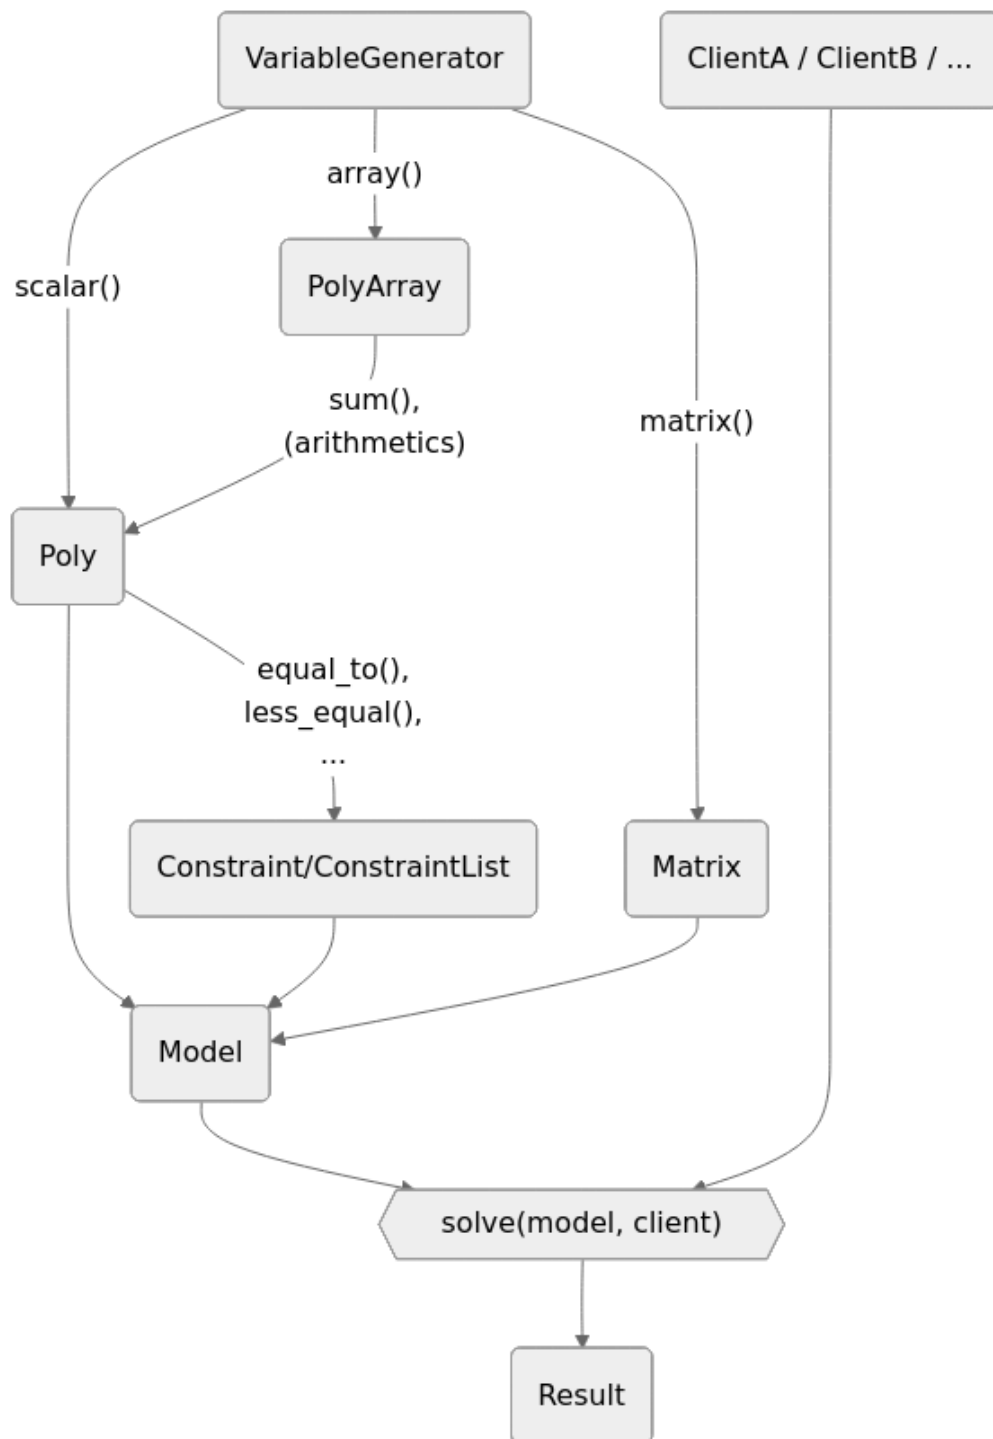 VariableGenerator
ClientA / ClientB / ...
array()
scalar()
PolyArray
sum(),
(arithmetics)
matrix()
Poly
equal_to(),
less_equal(),
...
Constraint/ConstraintList
Matrix
Model
solve(model, client)
Result